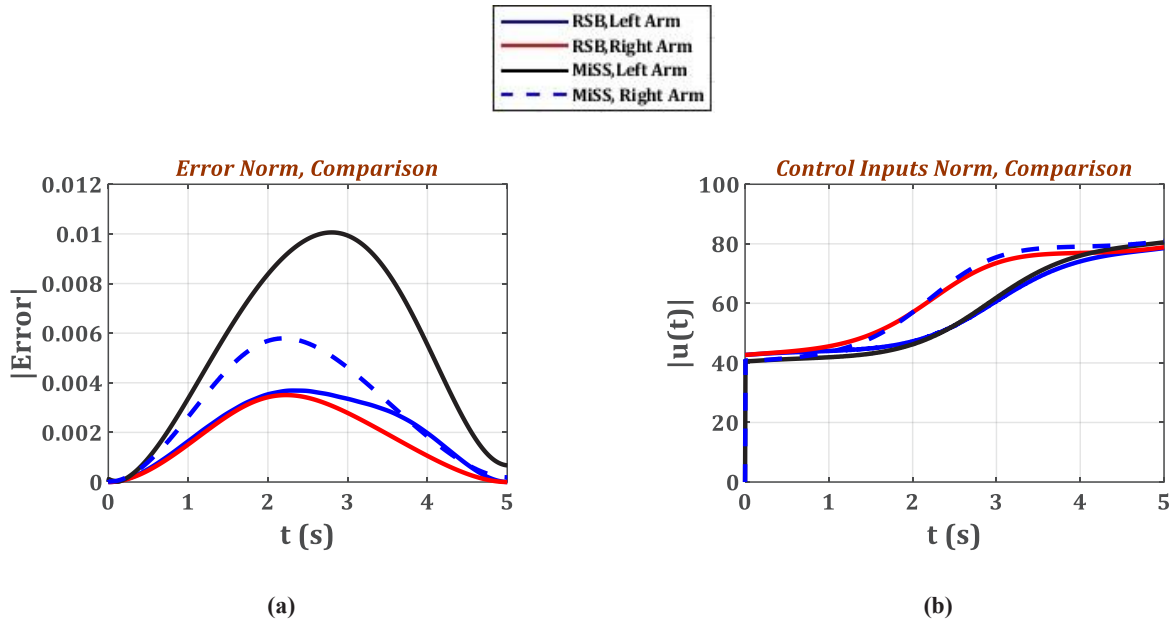 RSB,Left Arm
RSB,Right Arm
MiSS,Left Arm
MiSS, Right Arm
Error Norm, Comparison
0.012
0.01
0.008
0.006
0.004
0.002
0
|Error|
0 1 2 3 4 5
t (s)
(a)
Control Inputs Norm, Comparison
100
80
60
40
20
0
|u(t)|
0 1 2 3 4 5
t (s)
(b)